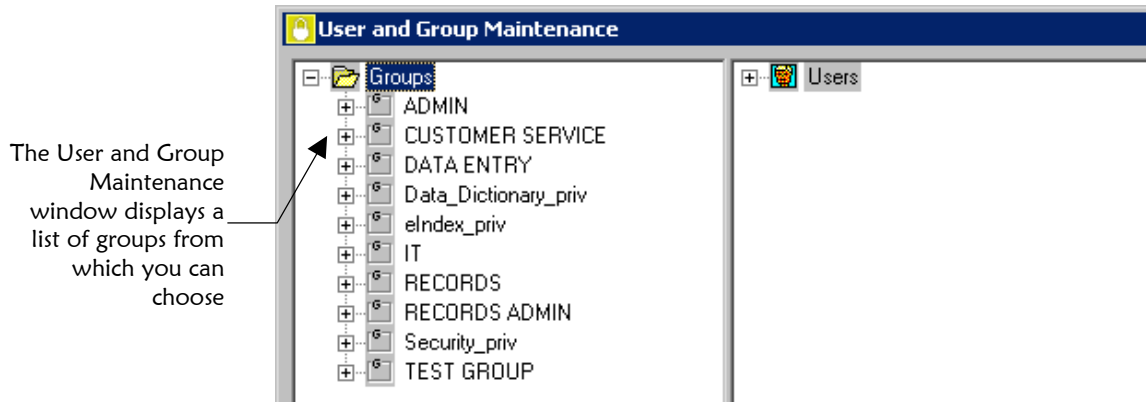 User and Group Maintenance
Groups
ADMIN
CUSTOMER SERVICE
DATA ENTRY
Data_Dictionary_priv
eIndex_priv
IT
RECORDS
RECORDS ADMIN
Security_priv
TEST GROUP
Users
The User and Group
Maintenance
window displays a
list of groups from
which you can
choose